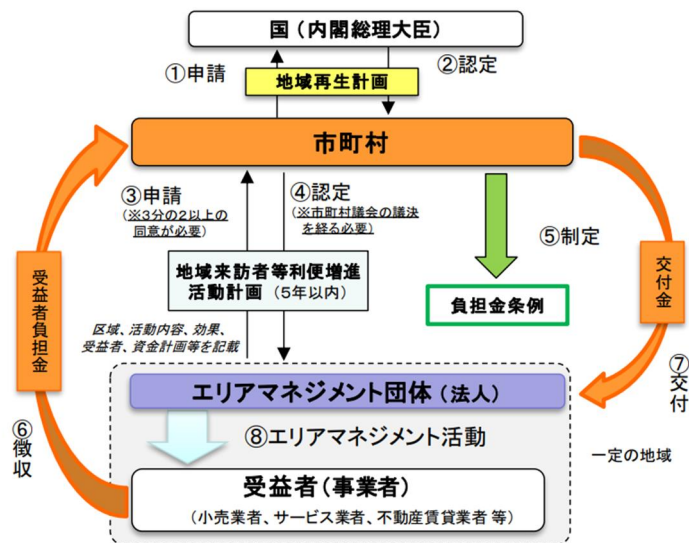 国（内閣総理大臣）
①申請
②認定
地域再生計画
市町村
③申請
（※3分の2以上の
同意が必要）
④認定
（※市町村議会の議決
を経る必要）
⑤制定
地域来訪者等利便増進
活動計画（5年以内）
負担金条例
受益者負担金
交付金
区域、活動内容、効果、
受益者、資金計画等を記載
⑦交付
エリアマネジメント団体（法人）
⑥徴収
⑧エリアマネジメント活動
一定の地域
受益者（事業者）
（小売業者、サービス業者、不動産賃貸業者 等）